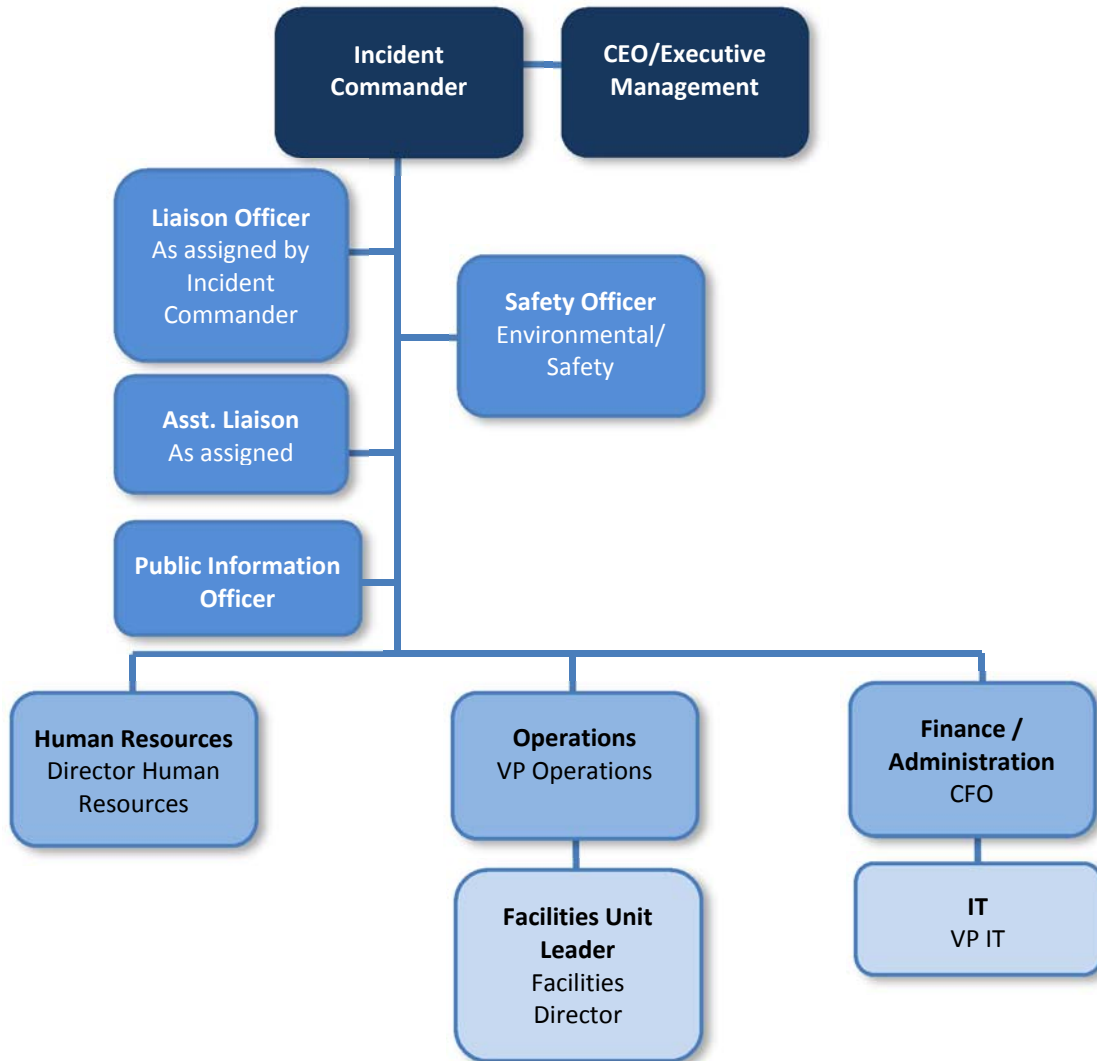 Incident
Commander
CEO/Executive
Management
Liaison Officer
As assigned by
Incident
Commander
Safety Officer
Environmental/
Safety
Asst. Liaison
As assigned
Public Information
Officer
Human Resources
Director Human
Resources
Operations
VP Operations
Finance /
Administration
CFO
Facilities Unit
Leader
Facilities
Director
IT
VP IT